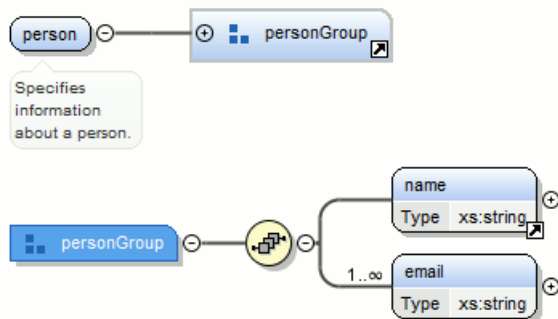 person
personGroup
Specifies
information
about a person.
name
Type xs:string
personGroup
1..∞
email
Type xs:string